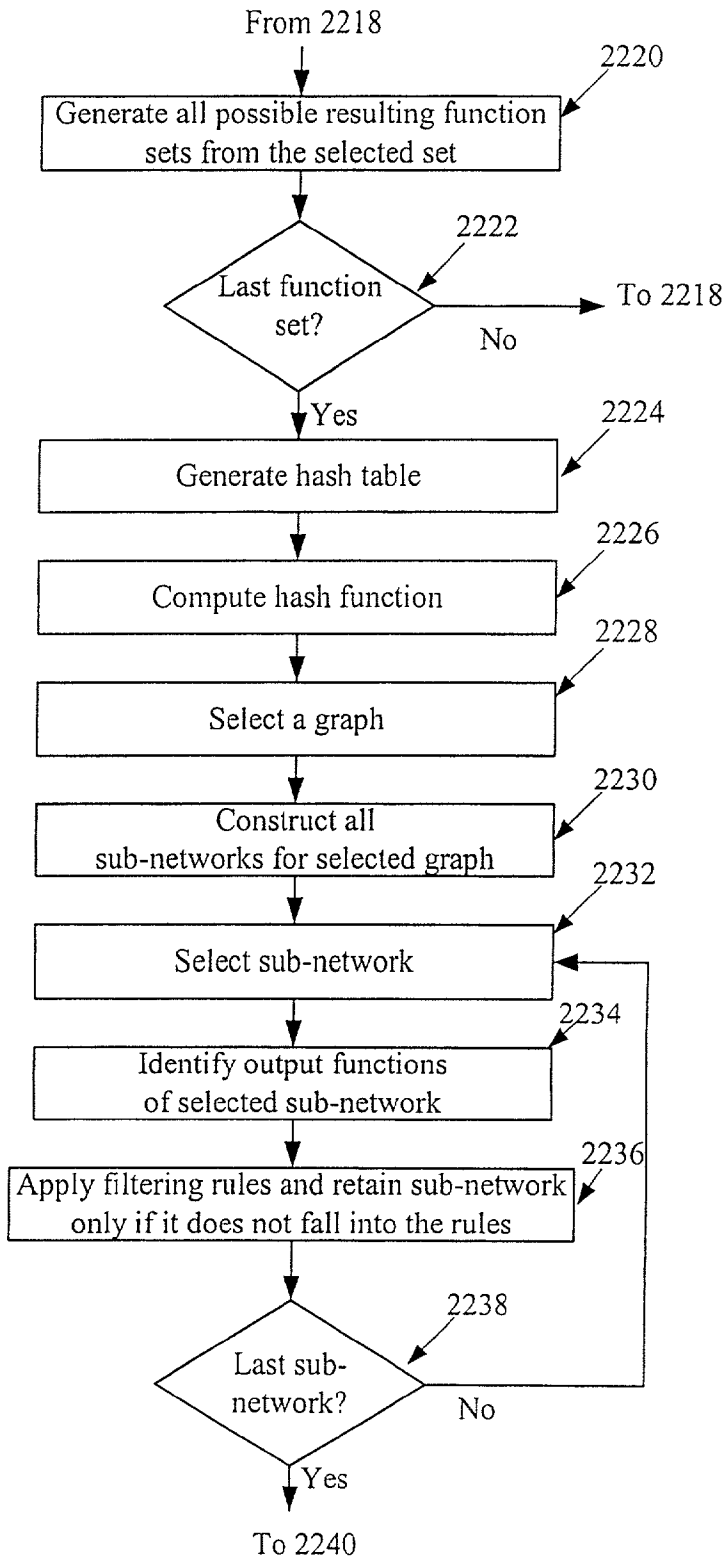 From 2218
2220
Generate all possible resulting function
sets from the selected set
2222
Last function
set?
To 2218
No
Yes
2224
Generate hash table
2226
Compute hash function
2228
Select a graph
2230
Construct all
sub-networks for selected graph
2232
Select sub-network
2234
Identify output functions
of selected sub-network
2236
Apply filtering rules and retain sub-network
only if it does not fall into the rules
2238
Last sub-
network?
No
Yes
To 2240